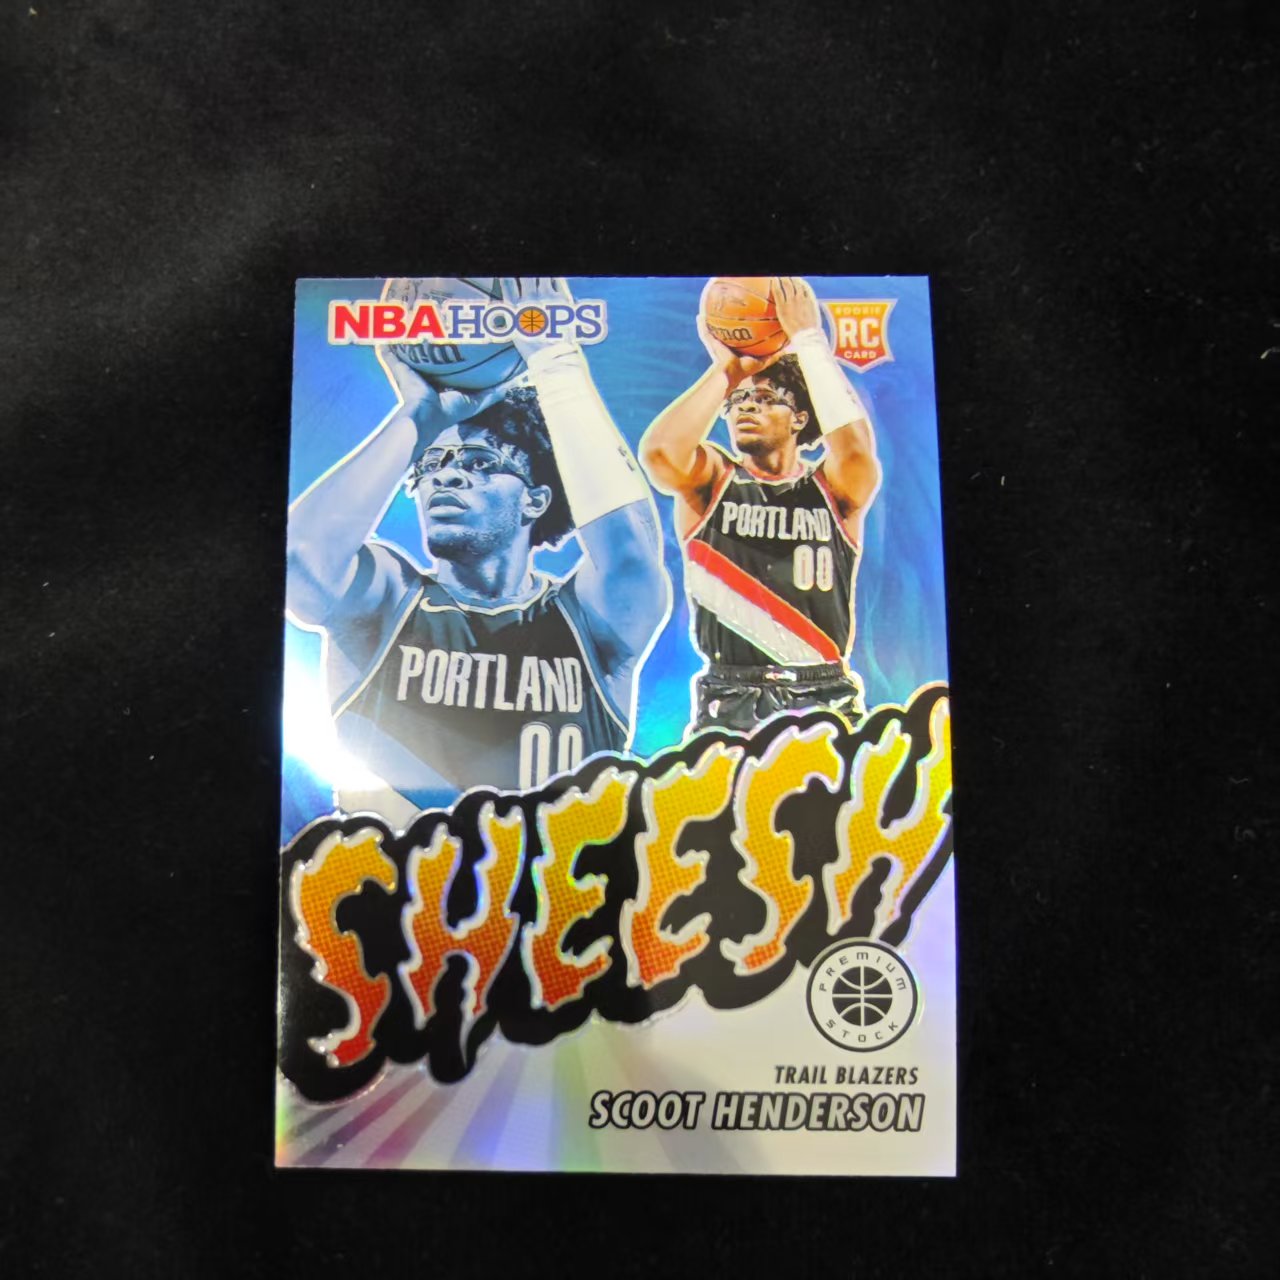 NBA HOOPS
ROOKIE
RC
CARD
PORTLAND
00
PORTLAND
00
SHEESH
PREMIUM
STOCK
TRAIL BLAZERS
SCOOT HENDERSON